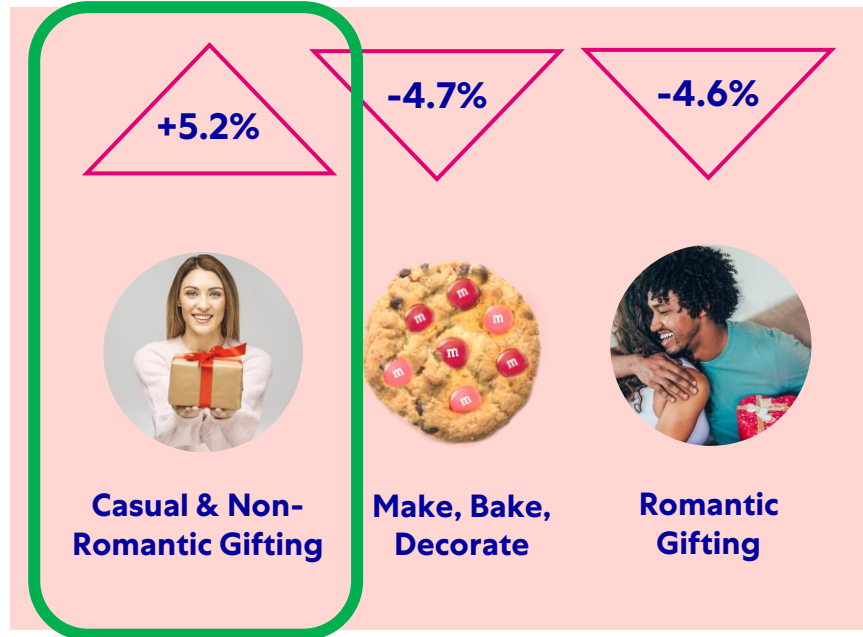 +5.2%
-4.7%
-4.6%
m
m
m
m
m
m
m
Casual & Non-
Romantic Gifting
Make, Bake,
Decorate
Romantic
Gifting